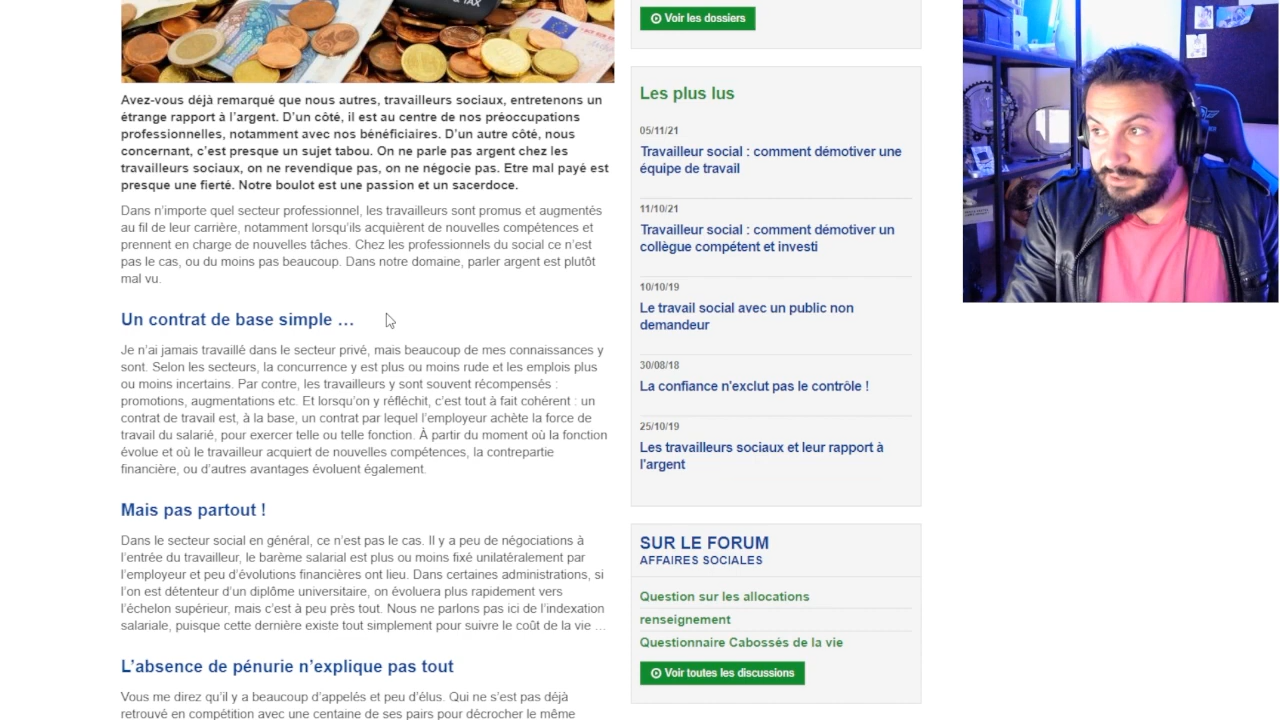 TAX
Avez-vous déjà remarqué que nous autres, travailleurs sociaux, entretenons un
étrange rapport à l'argent. D'un côté, il est au centre de nos préoccupations
professionnelles, notamment avec nos bénéficiaires. D'un autre côté, nous
concernant, c'est presque un sujet tabou. On ne parle pas argent chez les
travailleurs sociaux, on ne revendique pas, on ne négocie pas. Etre mal payé est
presque une fierté. Notre boulot est une passion et un sacerdoce.
Dans n'importe quel secteur professionnel, les travailleurs sont promus et augmentés
au fil de leur carrière, notamment lorsqu'ils acquièrent de nouvelles compétences et
prennent en charge de nouvelles tâches. Chez les professionnels du social ce n'est
pas le cas, ou du moins pas beaucoup. Dans notre domaine, parler argent est plutôt
mal vu.
Un contrat de base simple …
Je n'ai jamais travaillé dans le secteur privé, mais beaucoup de mes connaissances y
sont. Selon les secteurs, la concurrence y est plus ou moins rude et les emplois plus
ou moins incertains. Par contre, les travailleurs y sont souvent récompensés :
promotions, augmentations etc. Et lorsqu'on y réfléchit, c'est tout à fait cohérent : un
contrat de travail est, à la base, un contrat par lequel l'employeur achète la force de
travail du salarié, pour exercer telle ou telle fonction. À partir du moment où la fonction
évolue et où le travailleur acquiert de nouvelles compétences, la contrepartie
financière, ou d'autres avantages évoluent également.
Mais pas partout !
Dans le secteur social en général, ce n'est pas le cas. Il y a peu de négociations à
l'entrée du travailleur, le barème salarial est plus ou moins fixé unilatéralement par
l'employeur et peu d'évolutions financières ont lieu. Dans certaines administrations, si
l'on est détenteur d'un diplôme universitaire, on évoluera plus rapidement vers
l'échelon supérieur, mais c'est à peu près tout. Nous ne parlons pas ici de l'indexation
salariale, puisque cette dernière existe tout simplement pour suivre le coût de la vie …
L'absence de pénurie n'explique pas tout
Vous me direz qu'il y a beaucoup d'appelés et peu d'élus. Qui ne s'est pas déjà
retrouvé en compétition avec une centaine de ses pairs pour décrocher le même
Voir les dossiers
Les plus lus
05/11/21
Travailleur social : comment démotiver une
équipe de travail
11/10/21
Travailleur social : comment démotiver un
collègue compétent et investi
10/10/19
Le travail social avec un public non
demandeur
30/08/18
La confiance n'exclut pas le contrôle !
25/10/19
Les travailleurs sociaux et leur rapport à
l'argent
SUR LE FORUM
AFFAIRES SOCIALES
Question sur les allocations
renseignement
Questionnaire Cabossés de la vie
Voir toutes les discussions